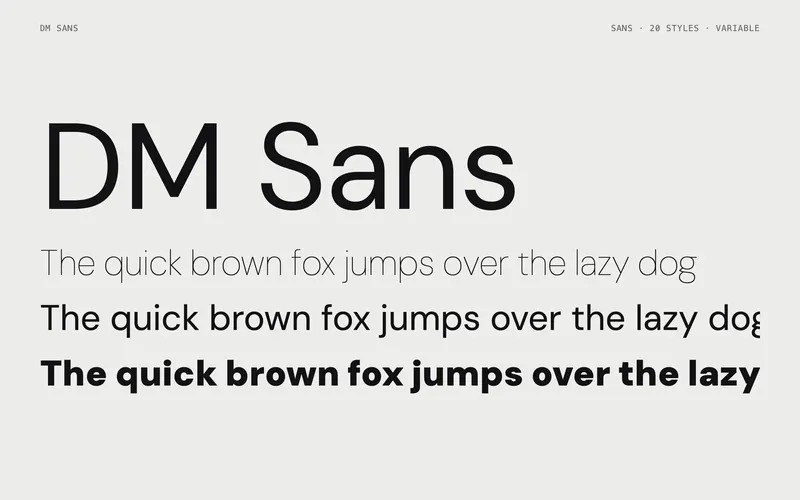 DM SANS
SANS · 20 STYLES · VARIABLE
DM Sans
The quick brown fox jumps over the lazy dog
The quick brown fox jumps over the lazy dog
The quick brown fox jumps over the lazy